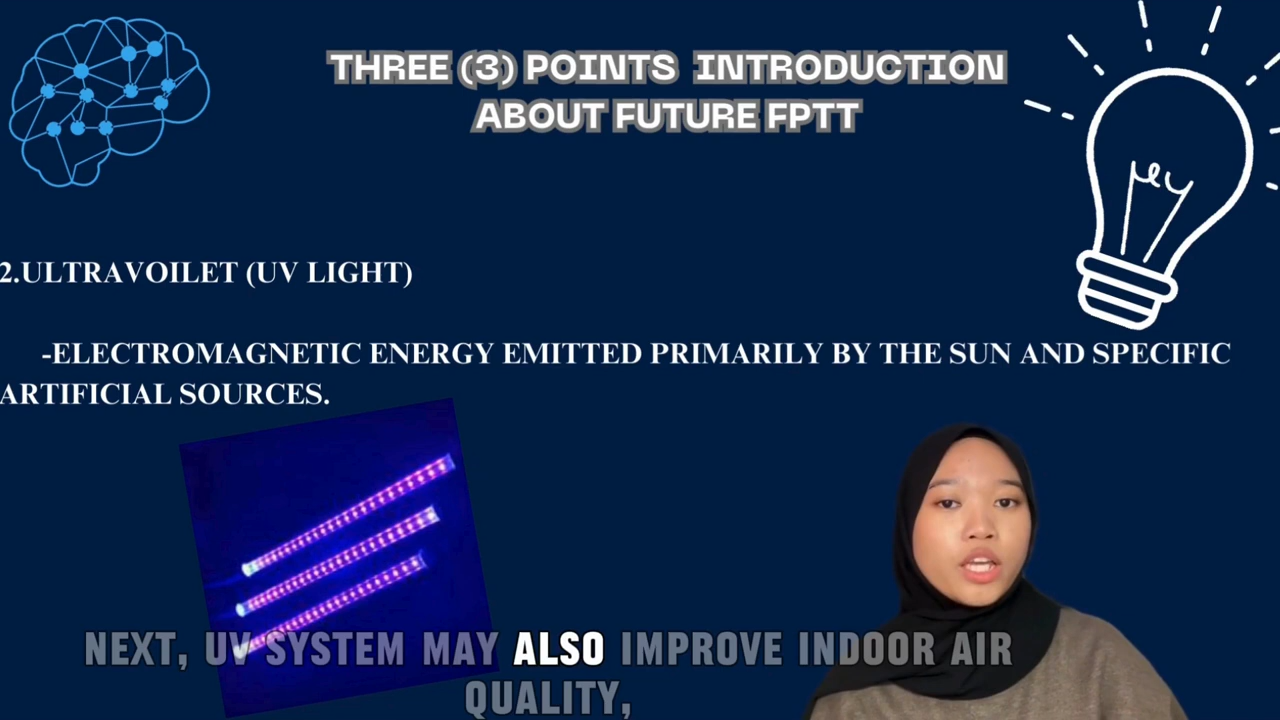 THREE (3) POINTS INTRODUCTION
ABOUT FUTURE FPTT
2.ULTRAVOILET (UV LIGHT)
-ELECTROMAGNETIC ENERGY EMITTED PRIMARILY BY THE SUN AND SPECIFIC
ARTIFICIAL SOURCES.
NEXT, UV SYSTEM MAY ALSO IMPROVE INDOOR AIR
QUALITY,